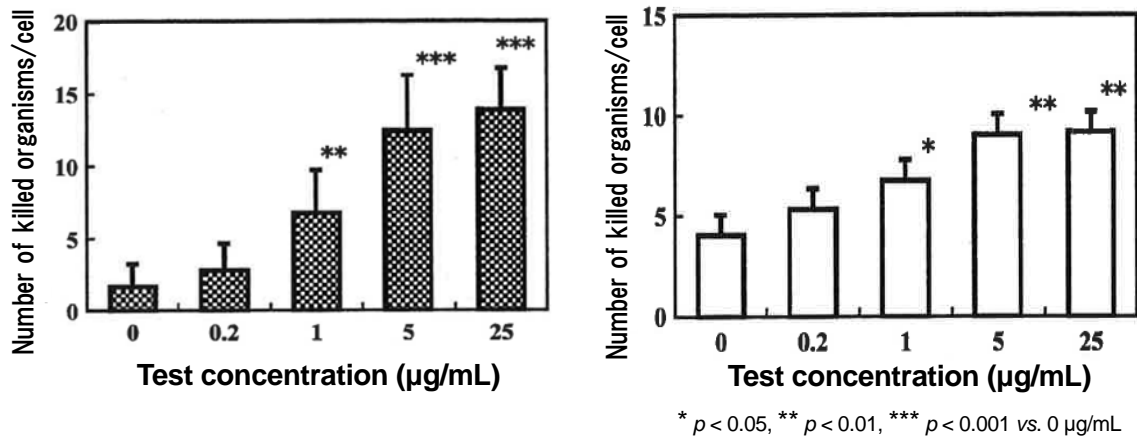 Number of killed organisms/cell
20
15
10
5
0
**
***
***
0 0.2 1 5 25
Test concentration (µg/mL)
Number of killed organisms/cell
15
10
5
0
*
**
**
0 0.2 1 5 25
Test concentration (µg/mL)
* p < 0.05, ** p < 0.01, *** p < 0.001 vs. 0 µg/mL